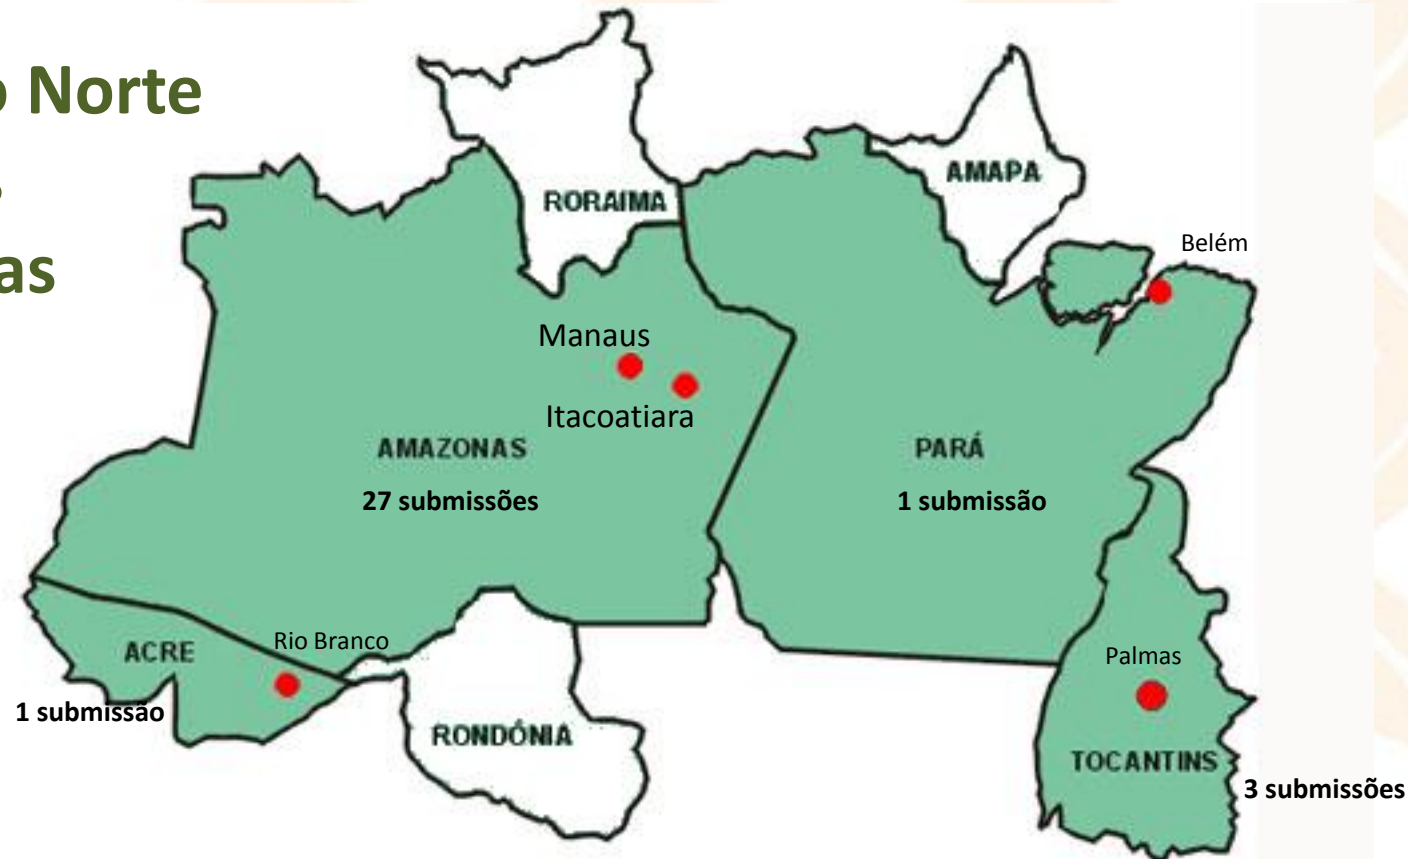 o Norte
as
RORAIMA
AMAPA
Belém
Manaus
Itacoatiara
AMAZONAS
PARÁ
27 submissões
1 submissão
ACRE
Rio Branco
Palmas
1 submissão
RONDÔNIA
TOCANTINS
3 submissões